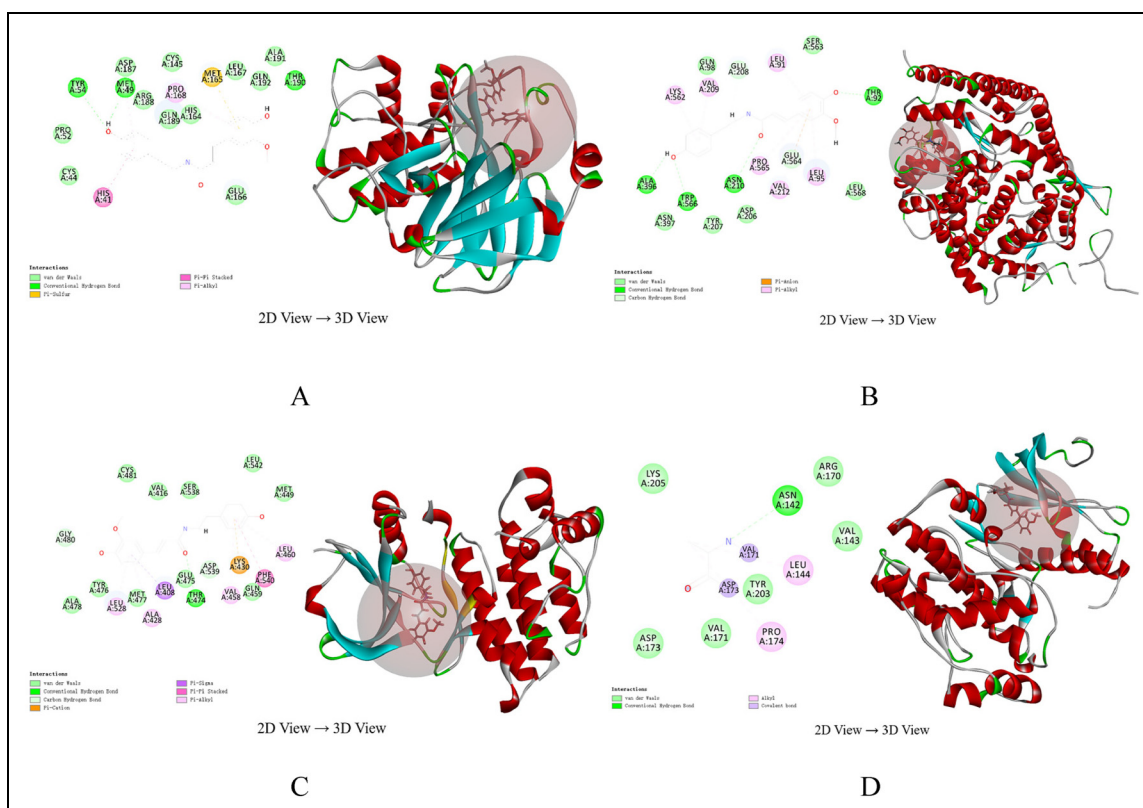 ASP
A:187
CYS
A:145
ALA
A:191
TYR
A:54
MET
A:49
MET
A:165
LEU
A:167
GLN
A:192
THR
A:190
ARG
A:188
PRO
A:168
GLN
A:189
HIS
A:164
H
O
H
O
PRO
A:52
N
H
O
CYS
A:44
HIS
A:41
O
GLU
A:166
Interactions
van der Waals
Conventional Hydrogen Bond
Pi-Sulfur
Pi-Pi Stacked
Pi-Alkyl
2D View → 3D View
A
SER
A:563
GLN
A:98
GLU
A:208
LEU
A:91
LYS
A:562
VAL
A:209
THR
A:92
H
N
O
O
H
O
H
O
PRO
A:565
GLU
A:564
ALA
A:396
TRP
A:566
ASN
A:210
VAL
A:212
LEU
A:95
LEU
A:568
ASN
A:397
TYR
A:207
ASP
A:206
Interactions
van der Waals
Conventional Hydrogen Bond
Carbon Hydrogen Bond
Pi-Anion
Pi-Alkyl
2D View → 3D View
B
CYS
A:481
VAL
A:416
SER
A:538
LEU
A:542
MET
A:449
GLY
A:480
O
N
H
O
O
O
LEU
A:460
ASP
A:539
LYS
A:430
PHE
A:540
TYR
A:476
GLU
A:475
ALA
A:478
LEU
A:528
MET
A:477
LEU
A:408
THR
A:474
VAL
A:458
GLN
A:459
ALA
A:428
Interactions
van der Waals
Conventional Hydrogen Bond
Carbon Hydrogen Bond
Pi-Cation
Pi-Sigma
Pi-Pi Stacked
Pi-Alkyl
2D View → 3D View
C
LYS
A:205
ASN
A:142
ARG
A:170
VAL
A:143
N
VAL
A:171
LEU
A:144
O
ASP
A:173
TYR
A:203
ASP
A:173
VAL
A:171
PRO
A:174
Interactions
van der Waals
Conventional Hydrogen Bond
Alkyl
Covalent bond
2D View → 3D View
D